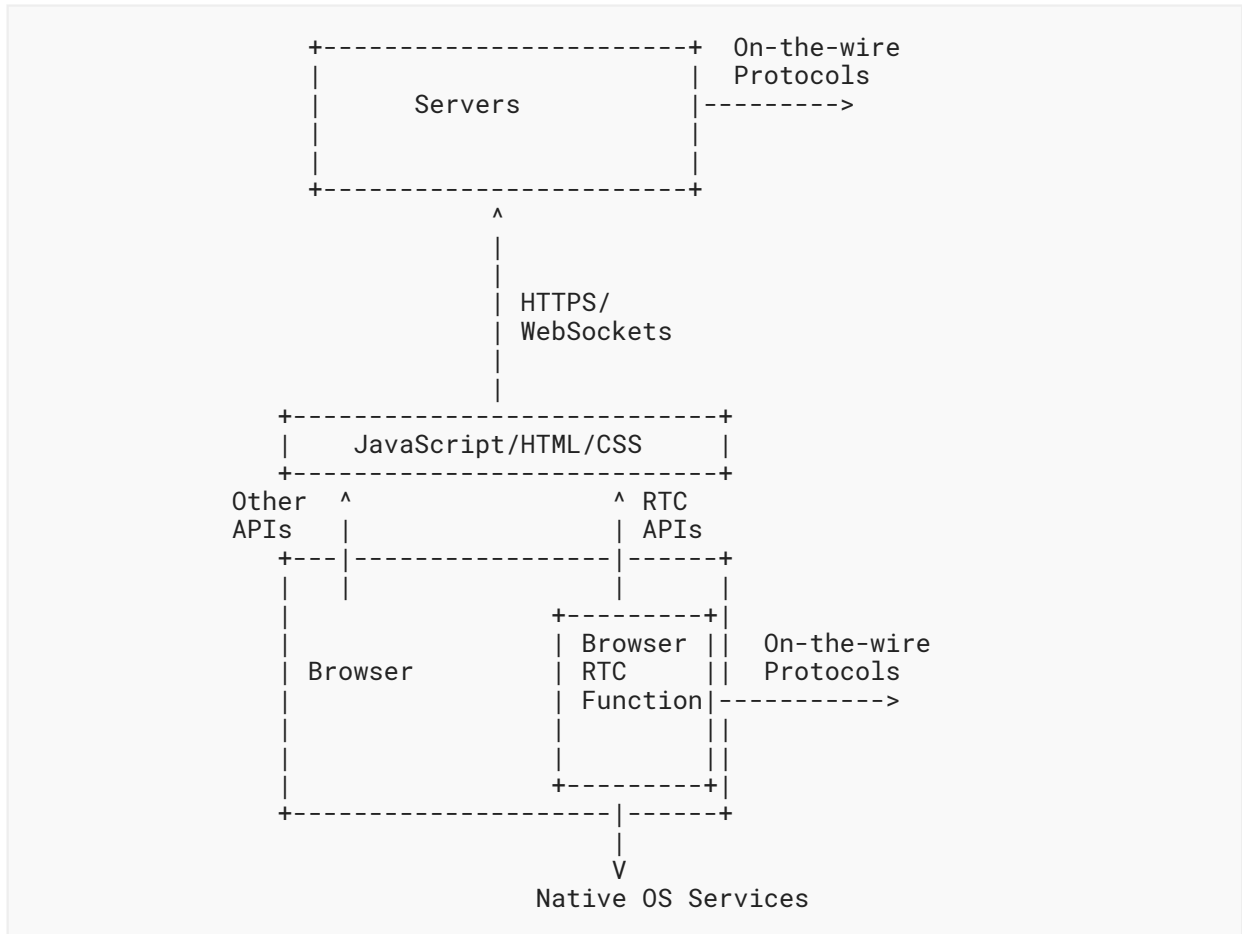 On-the-wire
Protocols
Servers
HTTPS/
WebSockets
JavaScript/HTML/CSS
Other
APIs
RTC
APIs
Browser
Browser
RTC
Function
On-the-wire
Protocols
Native OS Services